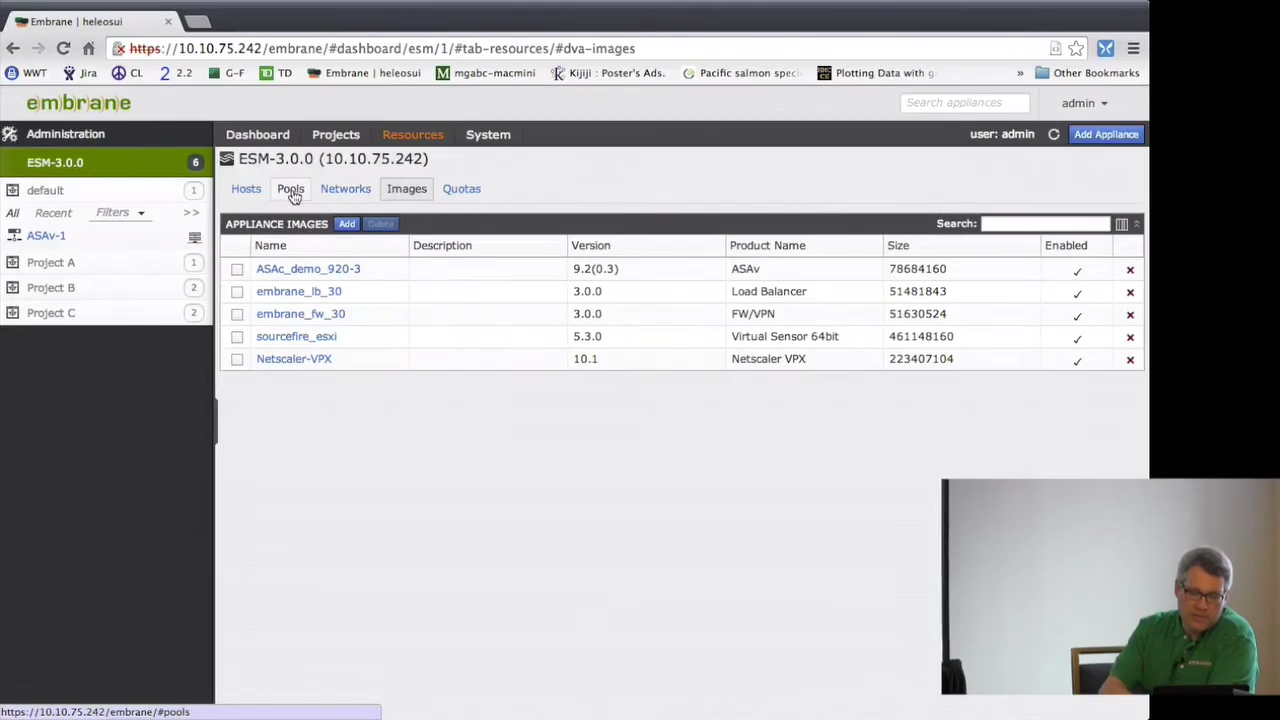 Embrane | heleosui
https://10.10.75.242/embrane/#dashboard/esm/1/#tab-resources/#dva-images
WWT Jira CL 2.2 G-F TD Embrane | heleosui mgabc-macmini Kijiji : Poster's Ads. Pacific salmon speci Plotting Data with g » Other Bookmarks
embrane Search appliances admin
Administration Dashboard Projects Resources System user: admin Add Appliance
ESM-3.0.0 6 ESM-3.0.0 (10.10.75.242)
default 1 Hosts Pools Networks Images Quotas
All Recent Filters >>
APPLIANCE IMAGES Add Delete Search:
ASAv-1
Name Description Version Product Name Size Enabled
Project A 1
ASAc_demo_920-3 9.2(0.3) ASAv 78684160 ✓ x
Project B 2
embrane_lb_30 3.0.0 Load Balancer 51481843 ✓ x
Project C 2
embrane_fw_30 3.0.0 FW/VPN 51630524 ✓ x
sourcefire_esxi 5.3.0 Virtual Sensor 64bit 461148160 ✓ x
Netscaler-VPX 10.1 Netscaler VPX 223407104 ✓ x
https://10.10.75.242/embrane/#pools